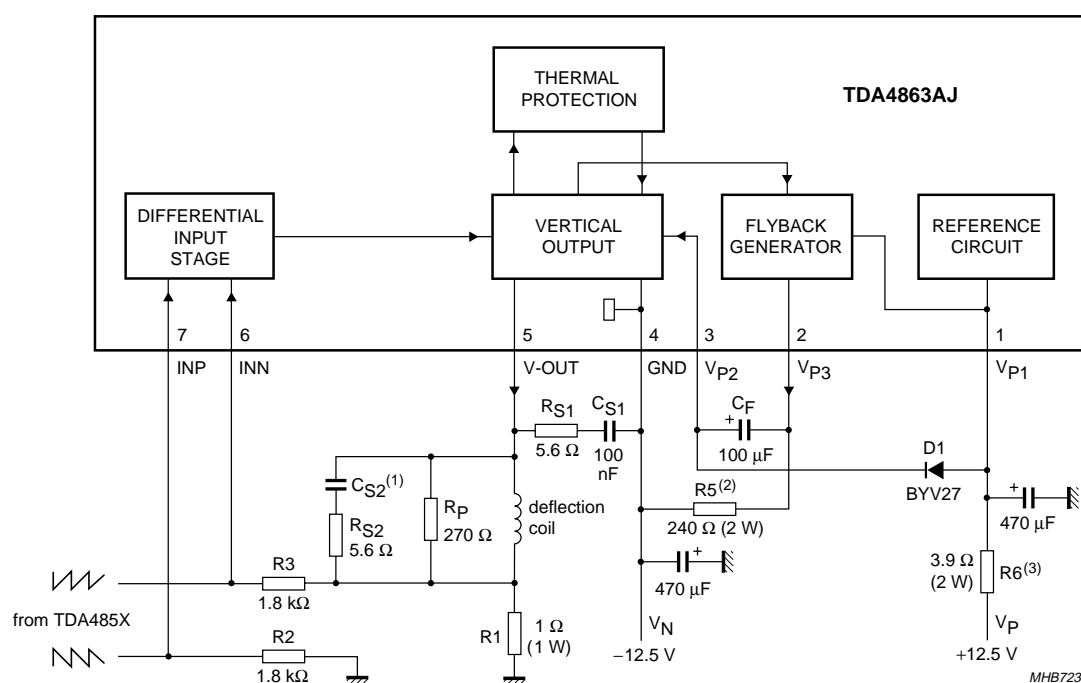 THERMAL
PROTECTION
TDA4863AJ
DIFFERENTIAL
INPUT
STAGE
VERTICAL
OUTPUT
FLYBACK
GENERATOR
REFERENCE
CIRCUIT
7
6
5
4
3
2
1
INP
INN
V-OUT
GND
VP2
VP3
VP1
RS1
5.6 Ω
CS1
100
nF
CF
+
100 μF
D1
BYV27
CS2(1)
RS2
5.6 Ω
RP
270 Ω
deflection
coil
R5(2)
240 Ω (2 W)
+
470 μF
+
470 μF
3.9 Ω
(2 W)
R6(3)
R3
1.8 kΩ
from TDA485X
R2
1.8 kΩ
R1
1 Ω
(1 W)
VN
−12.5 V
VP
+12.5 V
MHB723